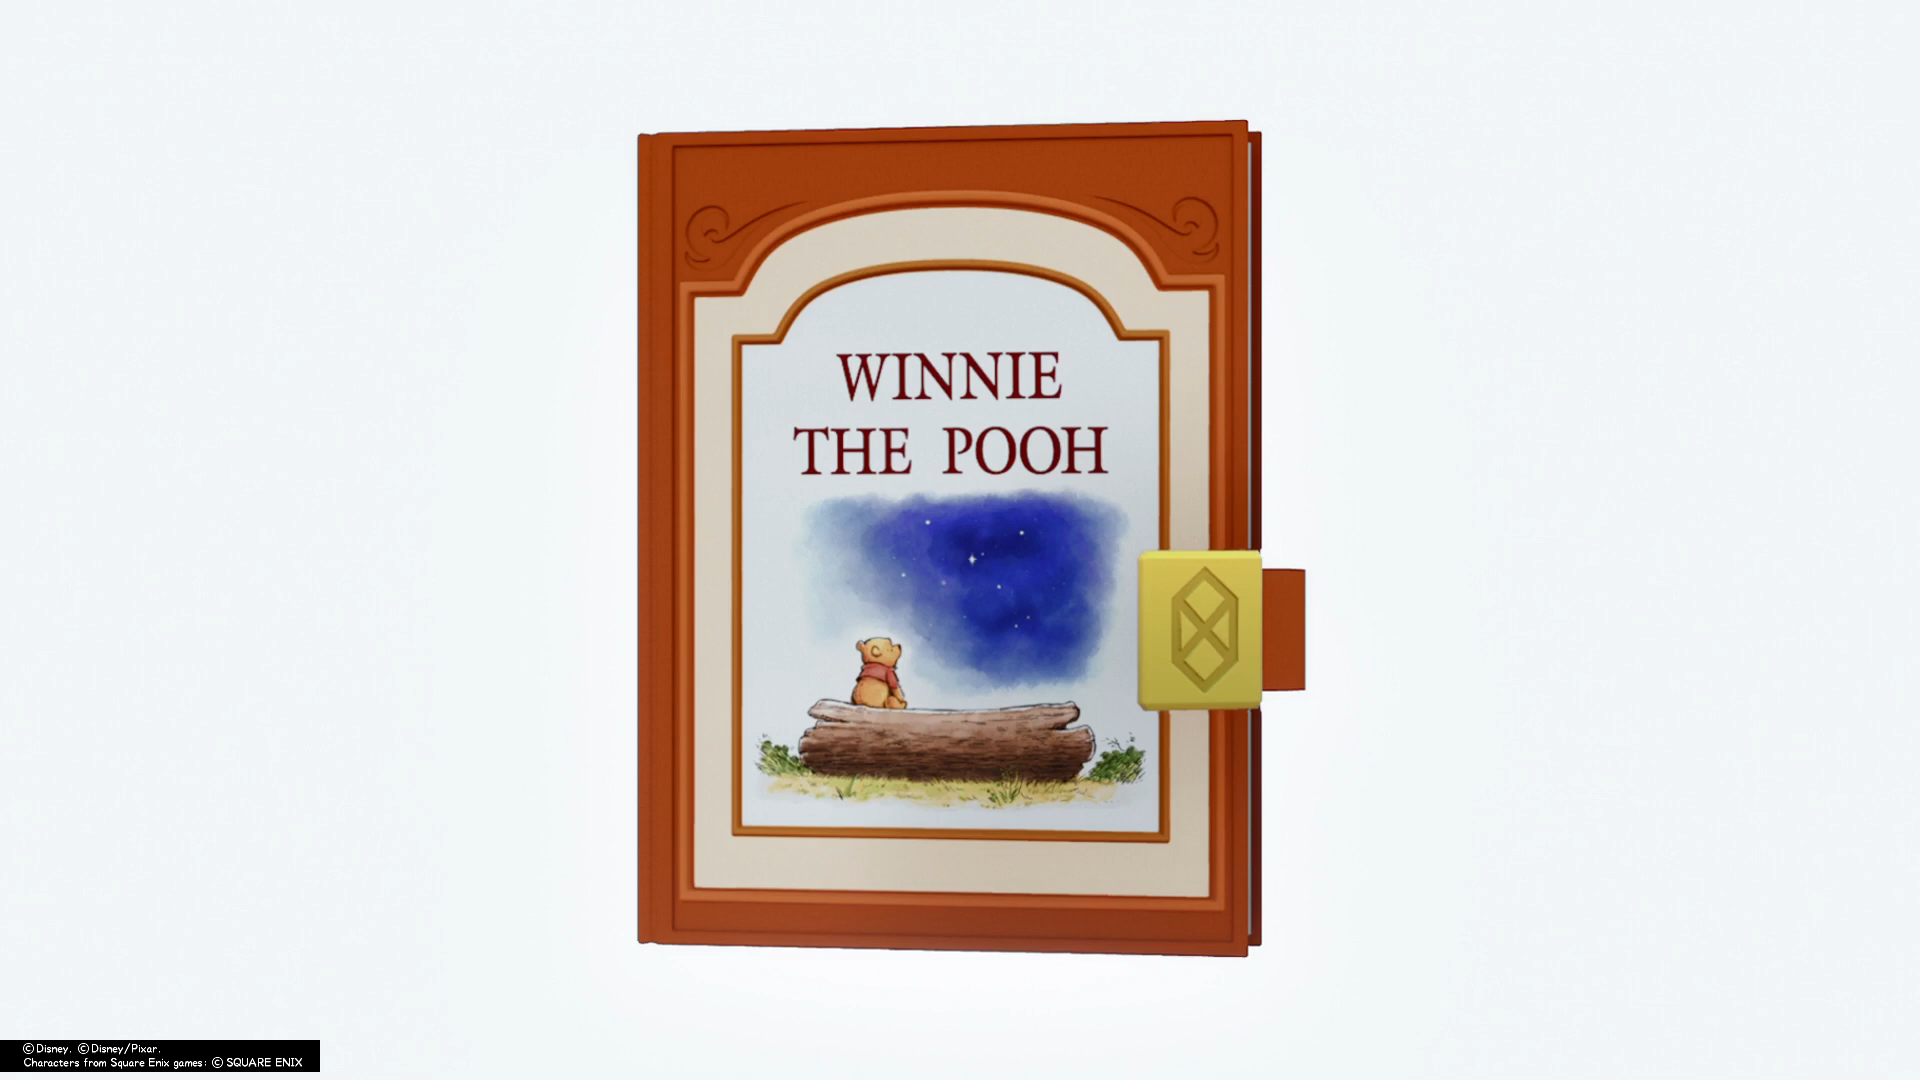 WINNIE
THE POOH
©Disney. ©Disney/Pixar.
Characters from Square Enix games: © SQUARE ENIX